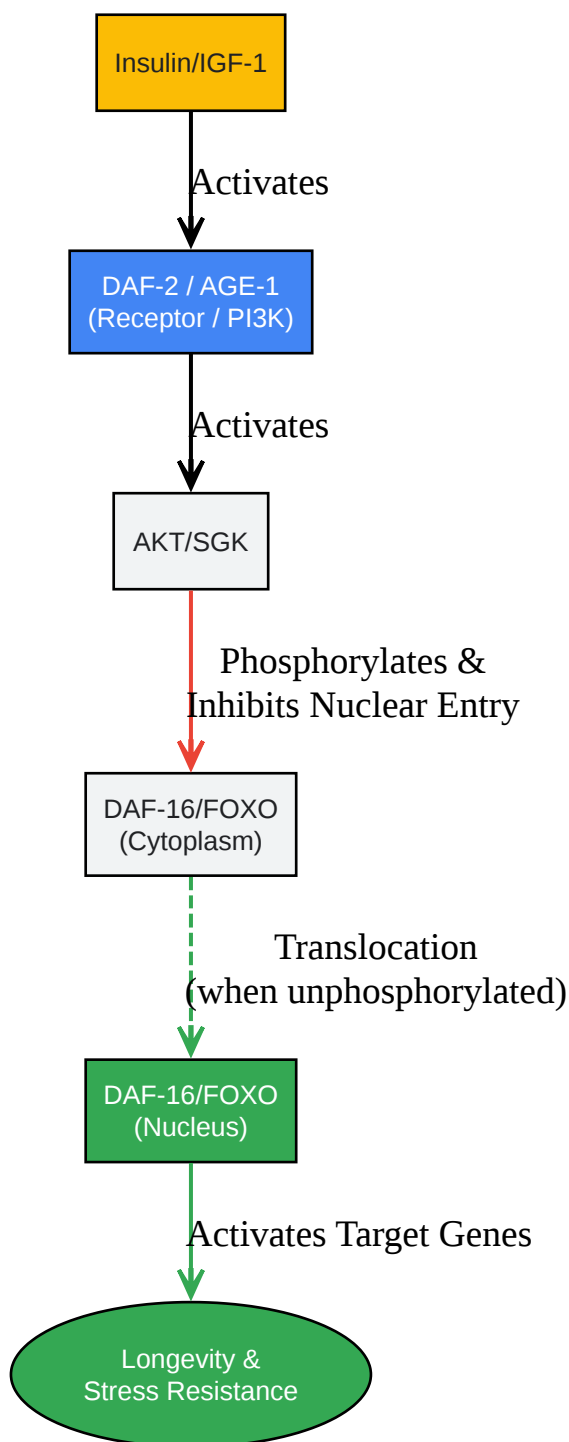 Insulin/IGF-1
Activates
DAF-2 / AGE-1
(Receptor / PI3K)
Activates
AKT/SGK
Phosphorylates &
Inhibits Nuclear Entry
DAF-16/FOXO
(Cytoplasm)
Translocation
(when unphosphorylated)
DAF-16/FOXO
(Nucleus)
Activates Target Genes
Longevity &
Stress Resistance